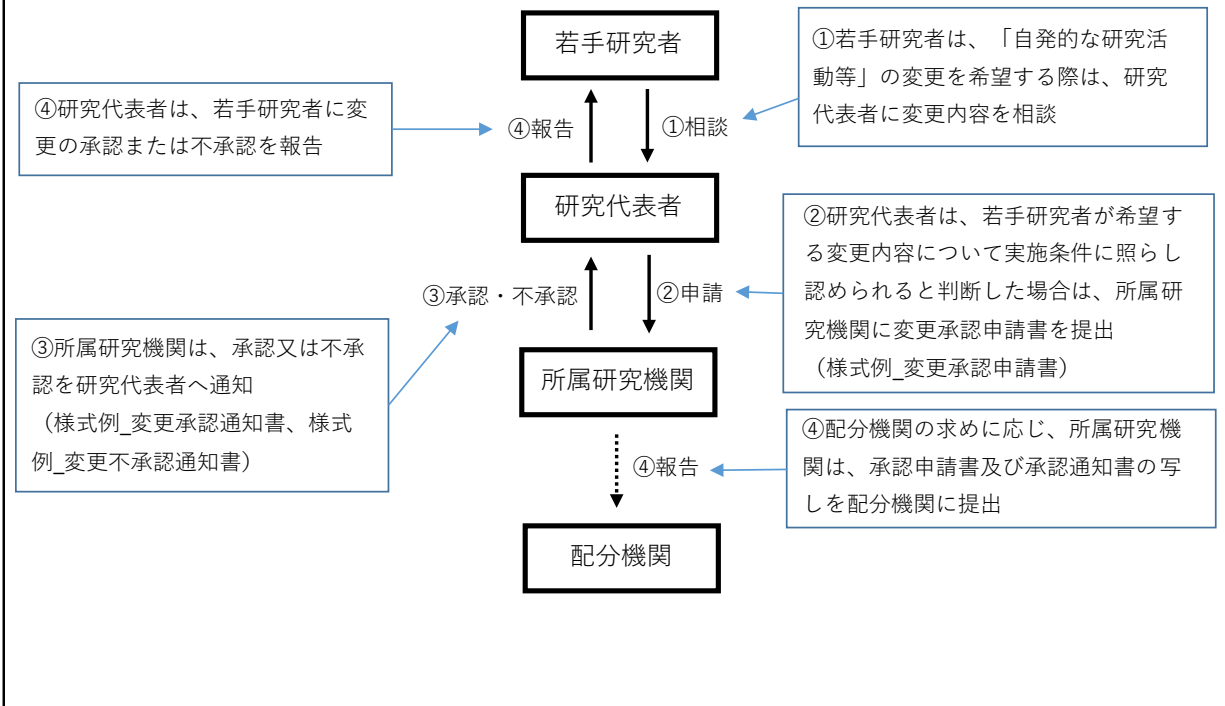 若手研究者
①若手研究者は、「自発的な研究活
動等」の変更を希望する際は、研究
代表者に変更内容を相談
④研究代表者は、若手研究者に変
更の承認または不承認を報告
④報告
①相談
研究代表者
②研究代表者は、若手研究者が希望す
る変更内容について実施条件に照らし
認められると判断した場合は、所属研
究機関に変更承認申請書を提出
（様式例_変更承認申請書）
③承認・不承認
②申請
③所属研究機関は、承認又は不承
認を研究代表者へ通知
（様式例_変更承認通知書、様式
例_変更不承認通知書）
所属研究機関
④配分機関の求めに応じ、所属研究機
関は、承認申請書及び承認通知書の写
しを配分機関に提出
④報告
配分機関